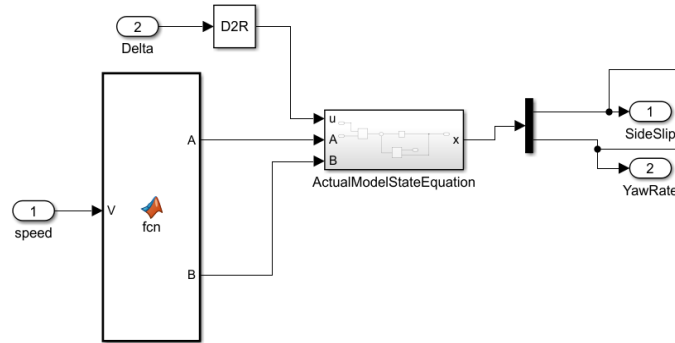 2
D2R
Delta
u
A
A
x
B
ActualModelStateEquation
1
SideSlip
2
YawRate
1
speed
V
fcn
B